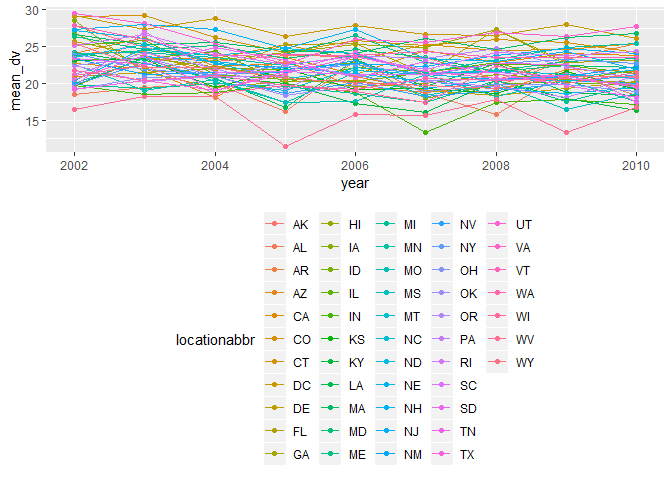 30
25
20
15
mean_dv
2002 2004 2006 2008 2010
year
locationabbr
AK HI MI NV UT
AL IA MN NY VA
AR ID MO OH VT
AZ IL MS OK WA
CA IN MT OR WI
CO KS NC PA WV
CT KY ND RI WY
DC LA NE SC
DE MA NH SD
FL MD NJ TN
GA ME NM TX